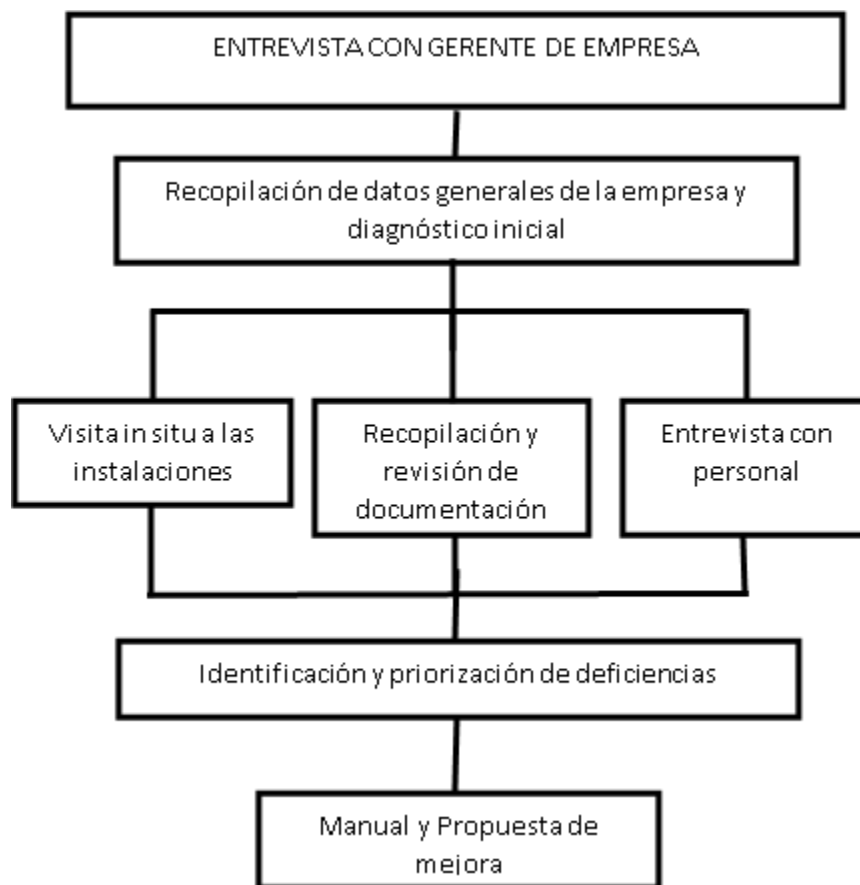 ENTREVISTA CON GERENTE DE EMPRESA
Recopilación de datos generales de la empresa y
diagnóstico inicial
Visita in situ a las
instalaciones
Recopilación y
revisión de
documentación
Entrevista con
personal
Identificación y priorización de deficiencias
Manual y Propuesta de
mejora